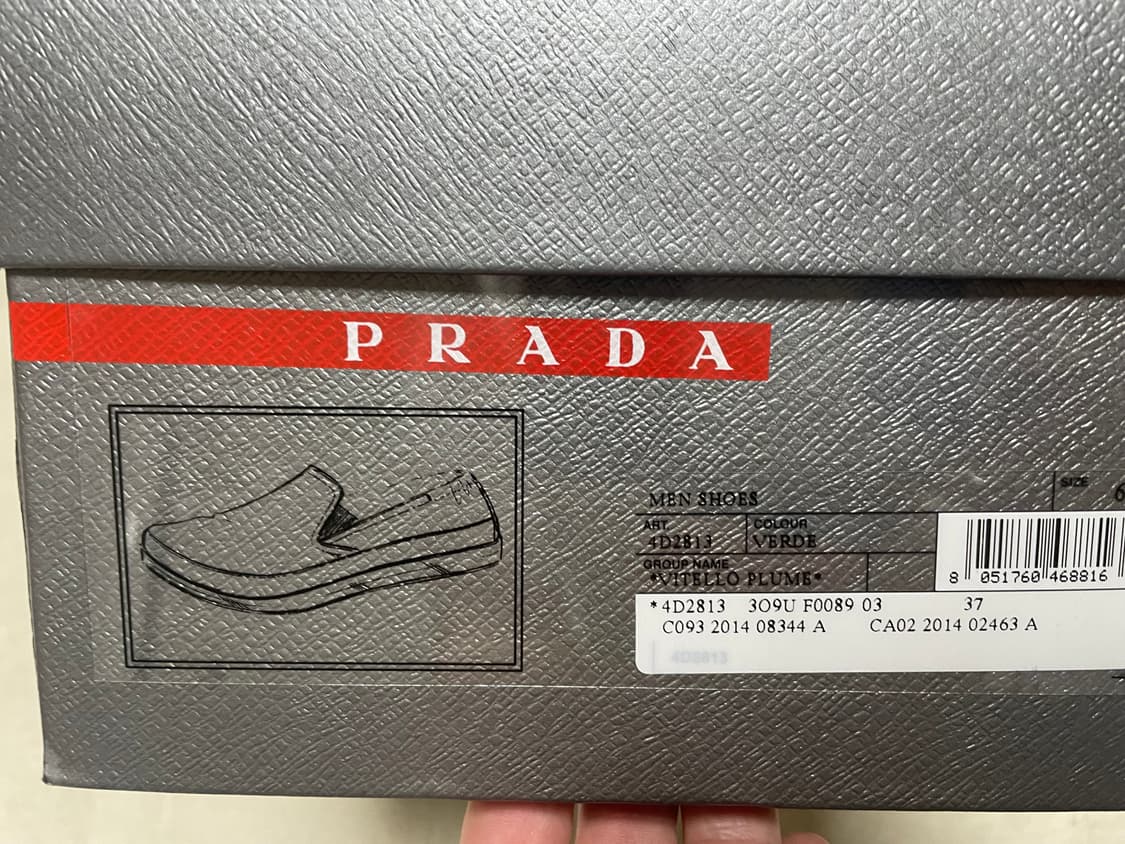 PRADA
MEN SHOES
SIZE 6
ART.
4D2813
COLOUR
VERDE
GROUP NAME
*VITELLO PLUME*
8 051760 468816
*4D2813 3O9U F0089 03 37
C093 2014 08344 A CA02 2014 02463 A